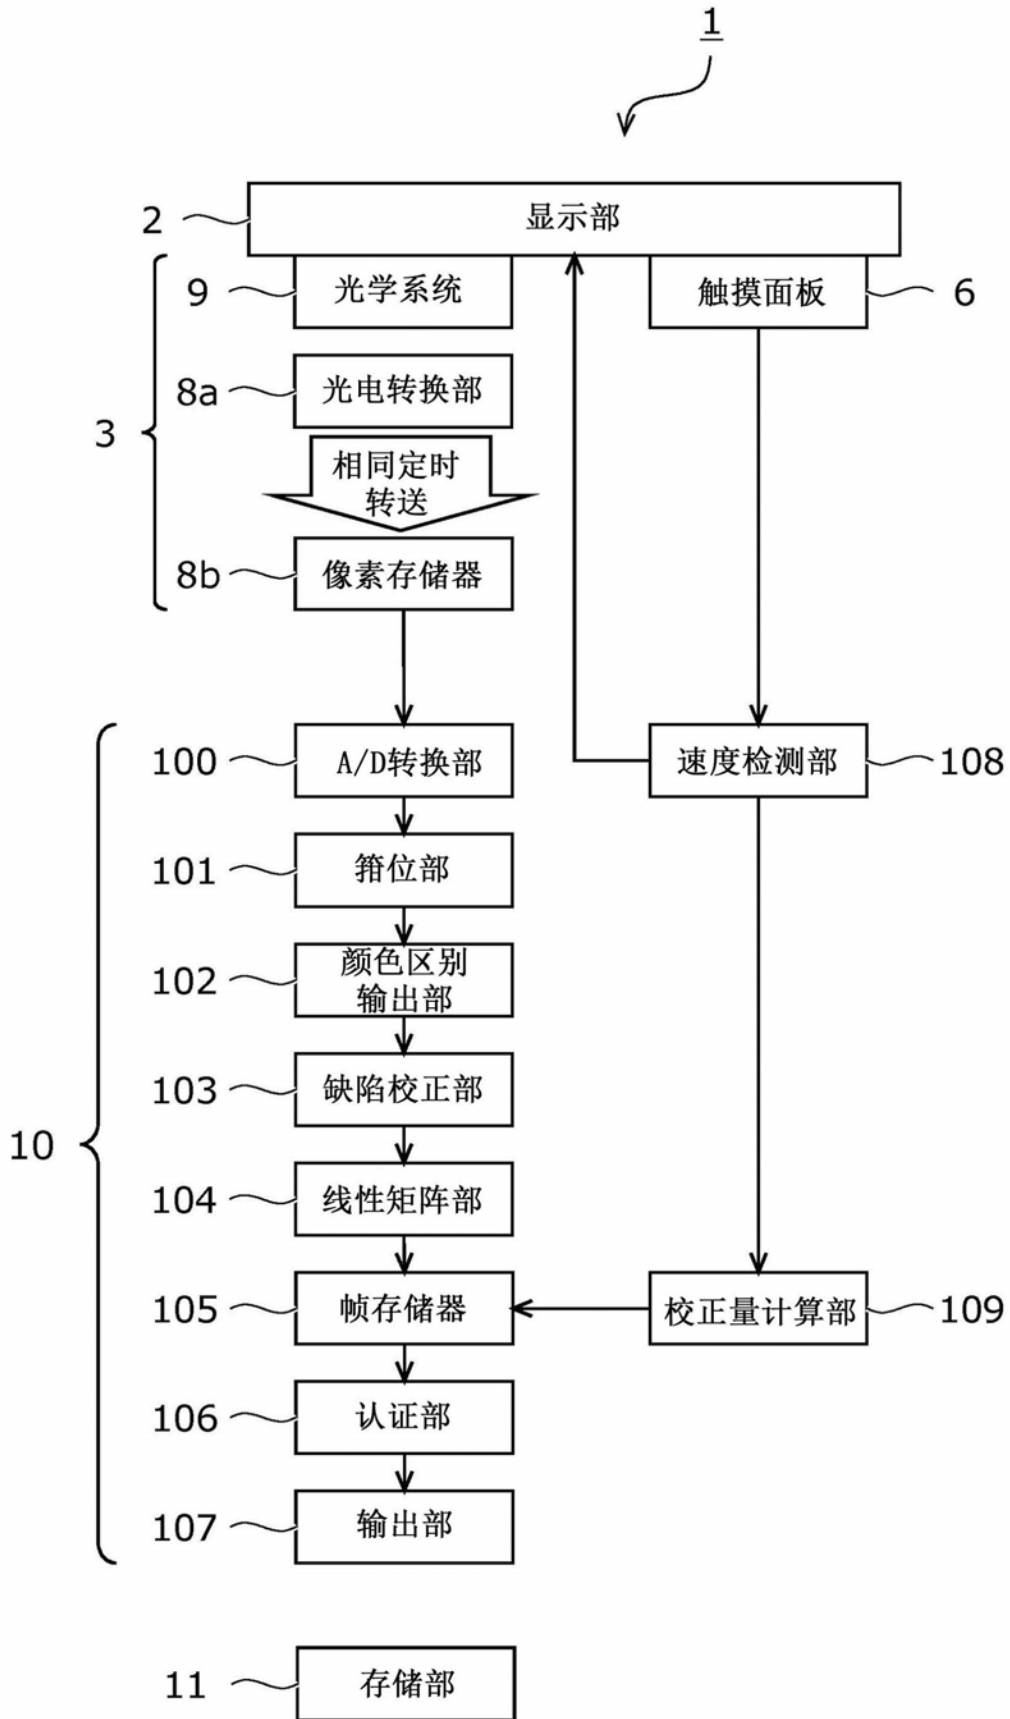 1
2
显示部
9
光学系统
触摸面板
6
8a
光电转换部
3
相同定时
转送
8b
像素存储器
100
A/D转换部
速度检测部
108
101
箝位部
102
颜色区别
输出部
103
缺陷校正部
10
104
线性矩阵部
105
帧存储器
校正量计算部
109
106
认证部
107
输出部
11
存储部